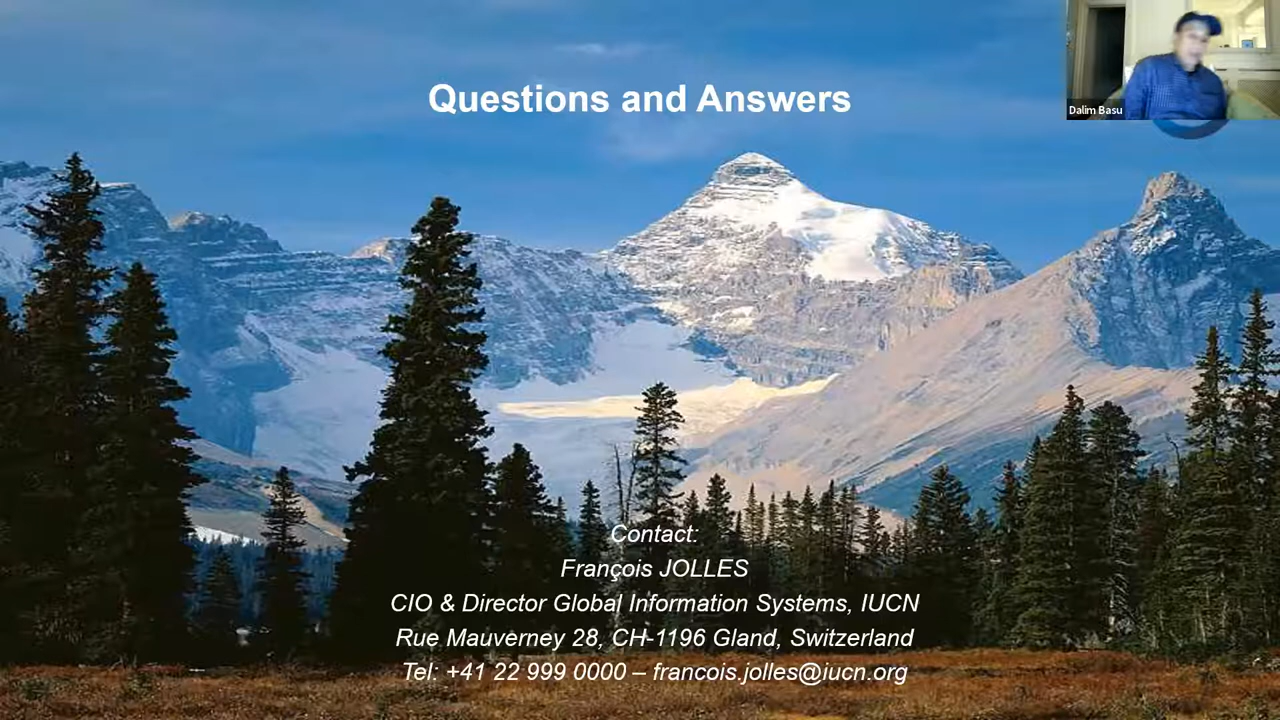 Questions and Answers
Dalim Basu
Contact:
François JOLLES
CIO & Director Global Information Systems, IUCN
Rue Mauverney 28, CH-1196 Gland, Switzerland
Tel: +41 22 999 0000 – francois.jolles@iucn.org